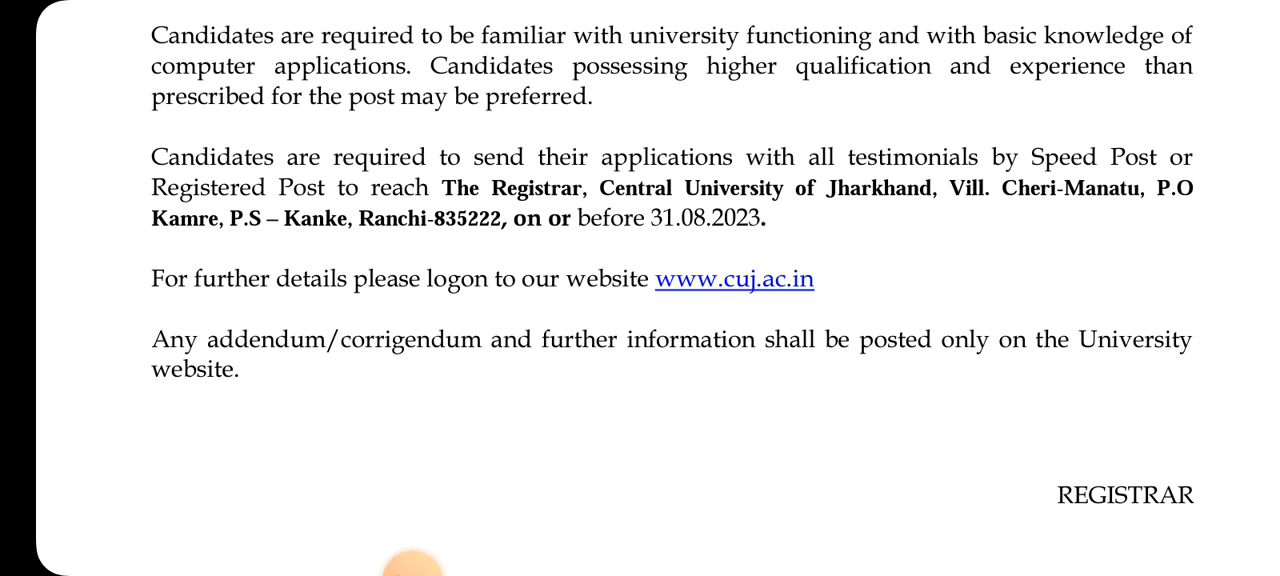 Candidates are required to be familiar with university functioning and with basic knowledge of
computer applications. Candidates possessing higher qualification and experience than
prescribed for the post may be preferred.
Candidates are required to send their applications with all testimonials by Speed Post or
Registered Post to reach The Registrar, Central University of Jharkhand, Vill. Cheri-Manatu, P.O
Kamre, P.S – Kanke, Ranchi-835222, on or before 31.08.2023.
For further details please logon to our website www.cuj.ac.in
Any addendum/corrigendum and further information shall be posted only on the University
website.
REGISTRAR